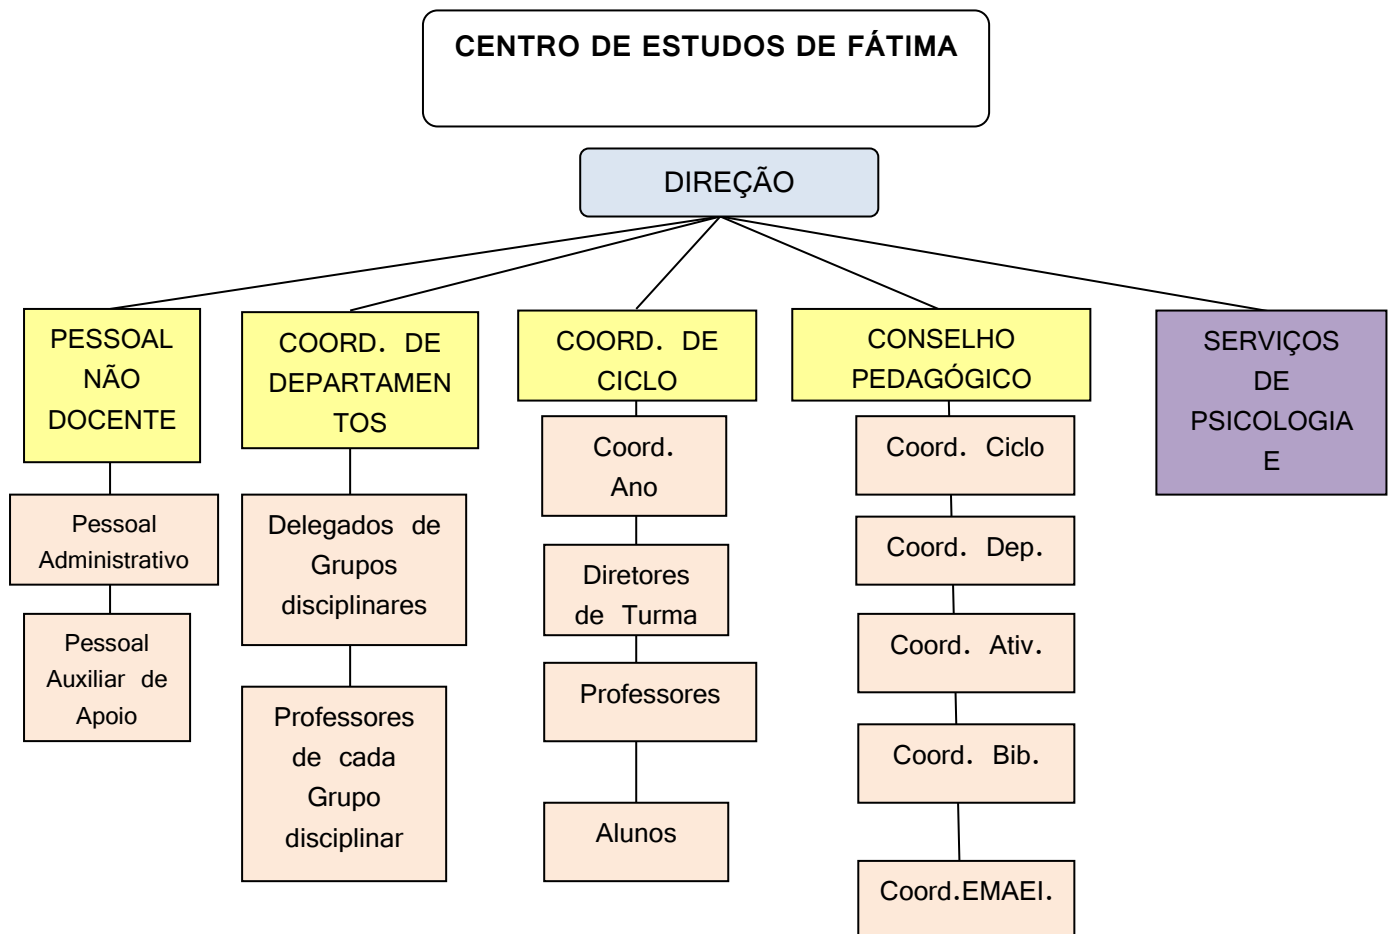 CENTRO DE ESTUDOS DE FÁTIMA
DIREÇÃO
PESSOAL
NÃO
DOCENTE
COORD. DE
DEPARTAMEN
TOS
COORD. DE
CICLO
CONSELHO
PEDAGÓGICO
SERVIÇOS
DE
PSICOLOGIA
E
Pessoal
Administrativo
Pessoal
Auxiliar de
Apoio
Delegados de
Grupos
disciplinares
Professores
de cada
Grupo
disciplinar
Coord.
Ano
Diretores
de Turma
Professores
Alunos
Coord. Ciclo
Coord. Dep.
Coord. Ativ.
Coord. Bib.
Coord.EMAEI.